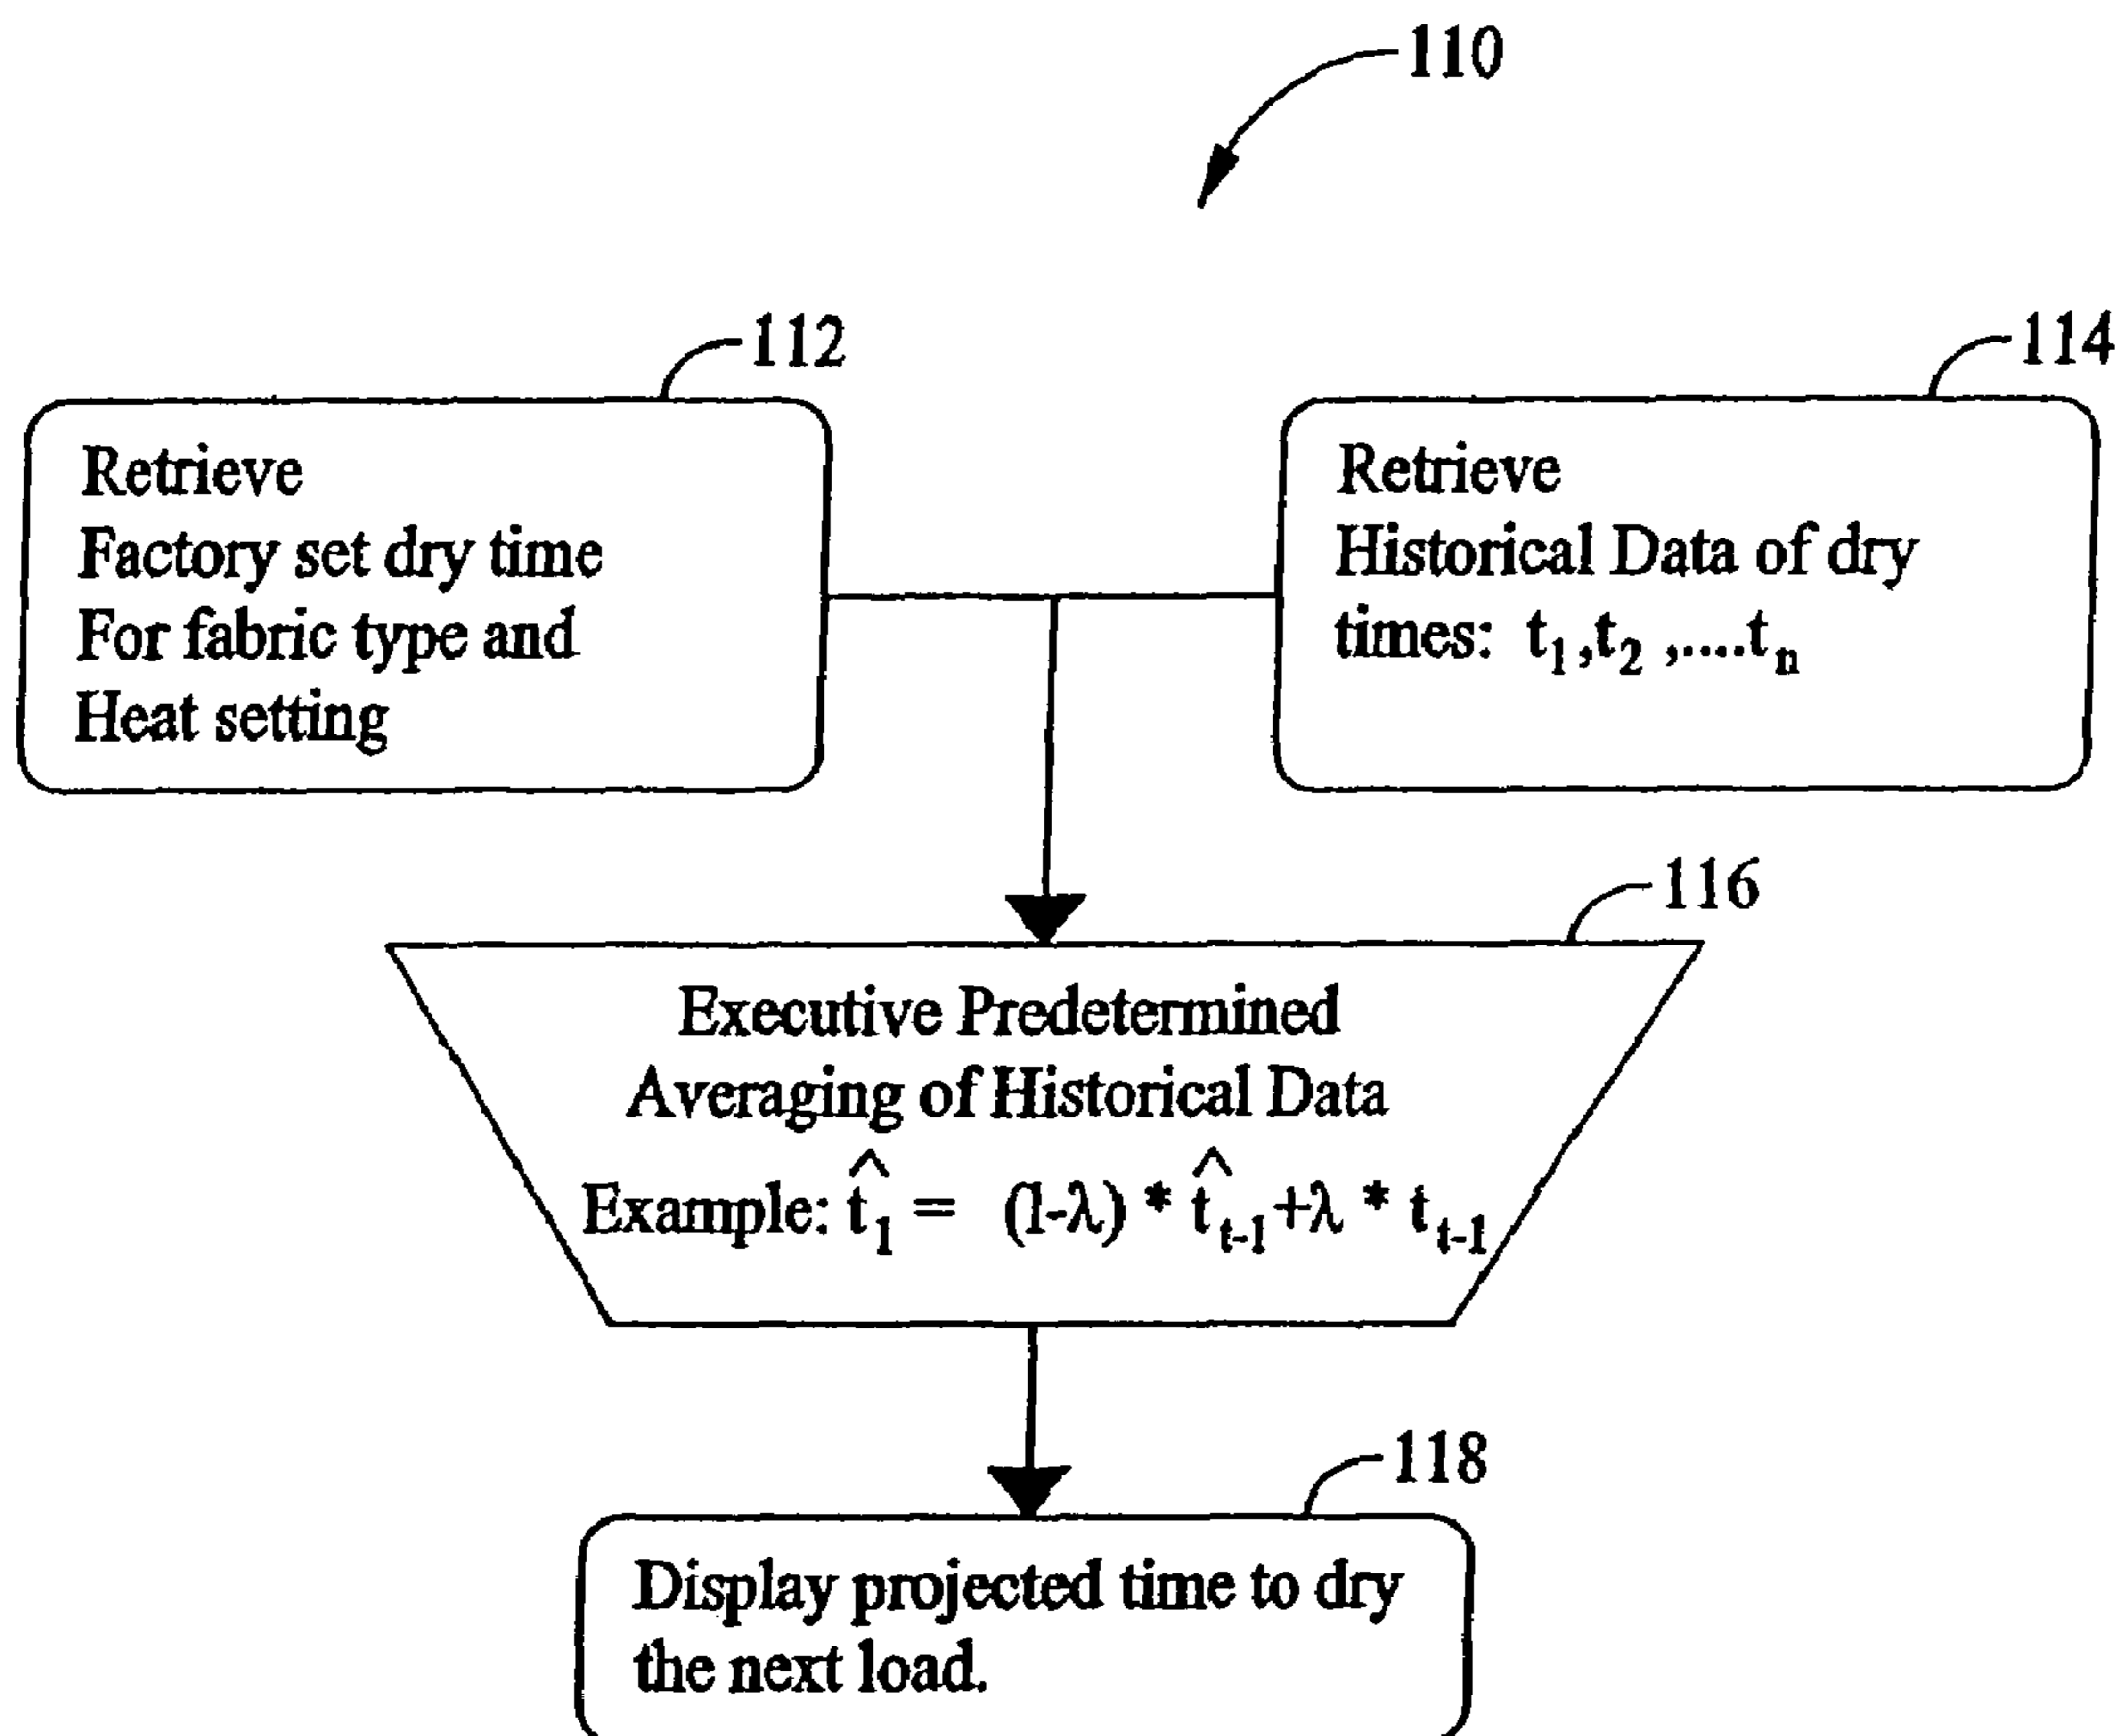 110
112
Retrieve
Factory set dry time
For fabric type and
Heat setting
114
Retrieve
Historical Data of dry
times: t₁,t₂ ,....tₙ
116
Executive Predetermined
Averaging of Historical Data
Example: t̂₁ = (1-λ) * t̂ₜ₋₁+λ * tₜ₋₁
118
Display projected time to dry
the next load.